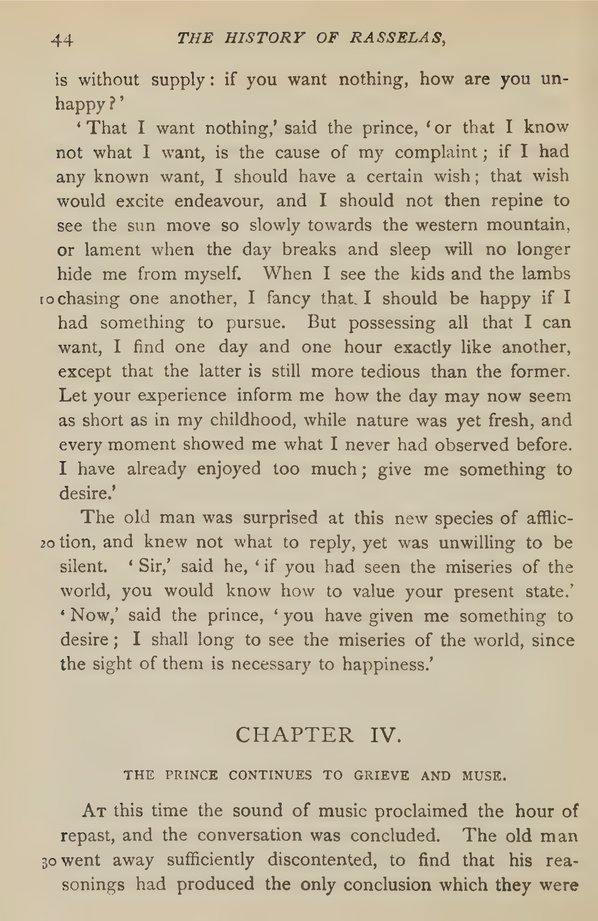 44 THE HISTORY OF RASSELAS,
is without supply : if you want nothing, how are you un-
happy ? ’
‘ That I want nothing,’ said the prince, ‘ or that I know
not what I want, is the cause of my complaint ; if I had
any known want, I should have a certain wish ; that wish
would excite endeavour, and I should not then repine to
see the sun move so slowly towards the western mountain,
or lament when the day breaks and sleep will no longer
hide me from myself. When I see the kids and the lambs
10 chasing one another, I fancy that I should be happy if I
had something to pursue. But possessing all that I can
want, I find one day and one hour exactly like another,
except that the latter is still more tedious than the former.
Let your experience inform me how the day may now seem
as short as in my childhood, while nature was yet fresh, and
every moment showed me what I never had observed before.
I have already enjoyed too much ; give me something to
desire.’
The old man was surprised at this new species of afflic-
20 tion, and knew not what to reply, yet was unwilling to be
silent. ‘ Sir,’ said he, ‘ if you had seen the miseries of the
world, you would know how to value your present state.’
‘ Now,’ said the prince, ‘ you have given me something to
desire ; I shall long to see the miseries of the world, since
the sight of them is necessary to happiness.’
CHAPTER IV.
THE PRINCE CONTINUES TO GRIEVE AND MUSE.
AT this time the sound of music proclaimed the hour of
repast, and the conversation was concluded. The old man
30 went away sufficiently discontented, to find that his rea-
sonings had produced the only conclusion which they were